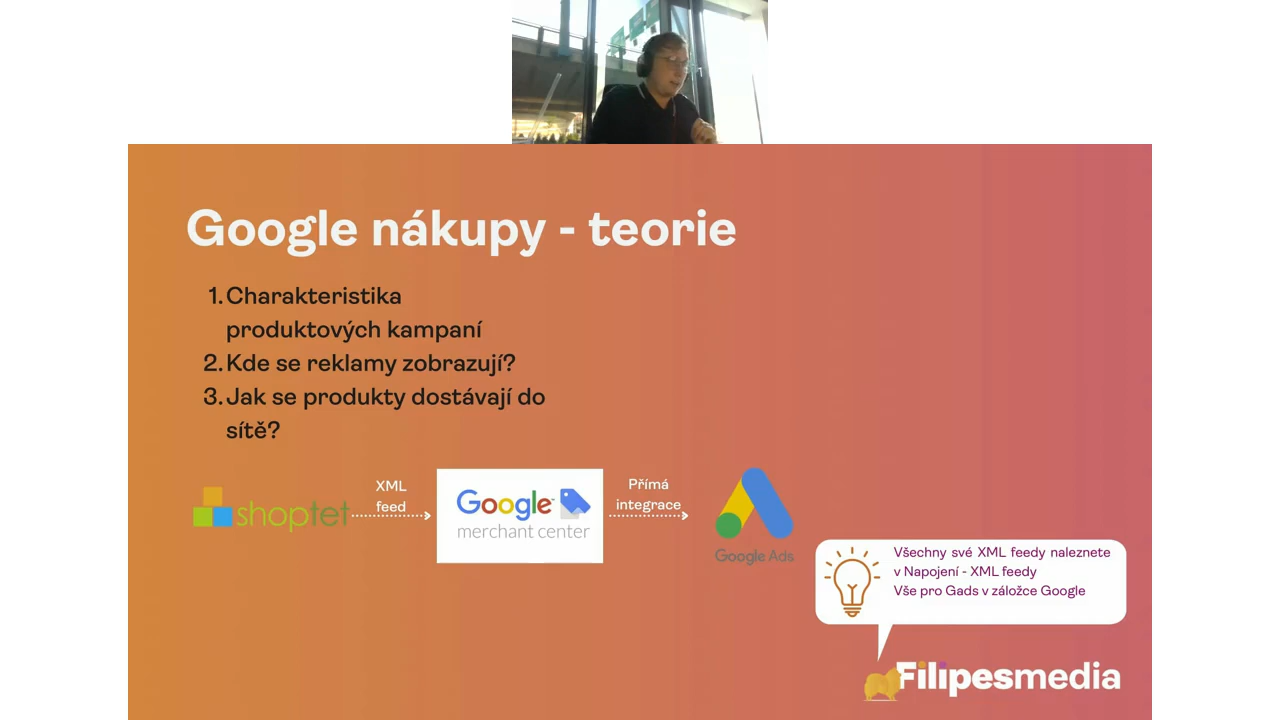 Google nákupy - teorie
1. Charakteristika
produktových kampaní
2. Kde se reklamy zobrazují?
3. Jak se produkty dostávají do
sítě?
shoptet
XML
feed
Google™
merchant center
Přímá
integrace
Google Ads
Všechny své XML feedy naleznete
v Napojení - XML feedy
Vše pro Gads v záložce Google
Filipesmedia